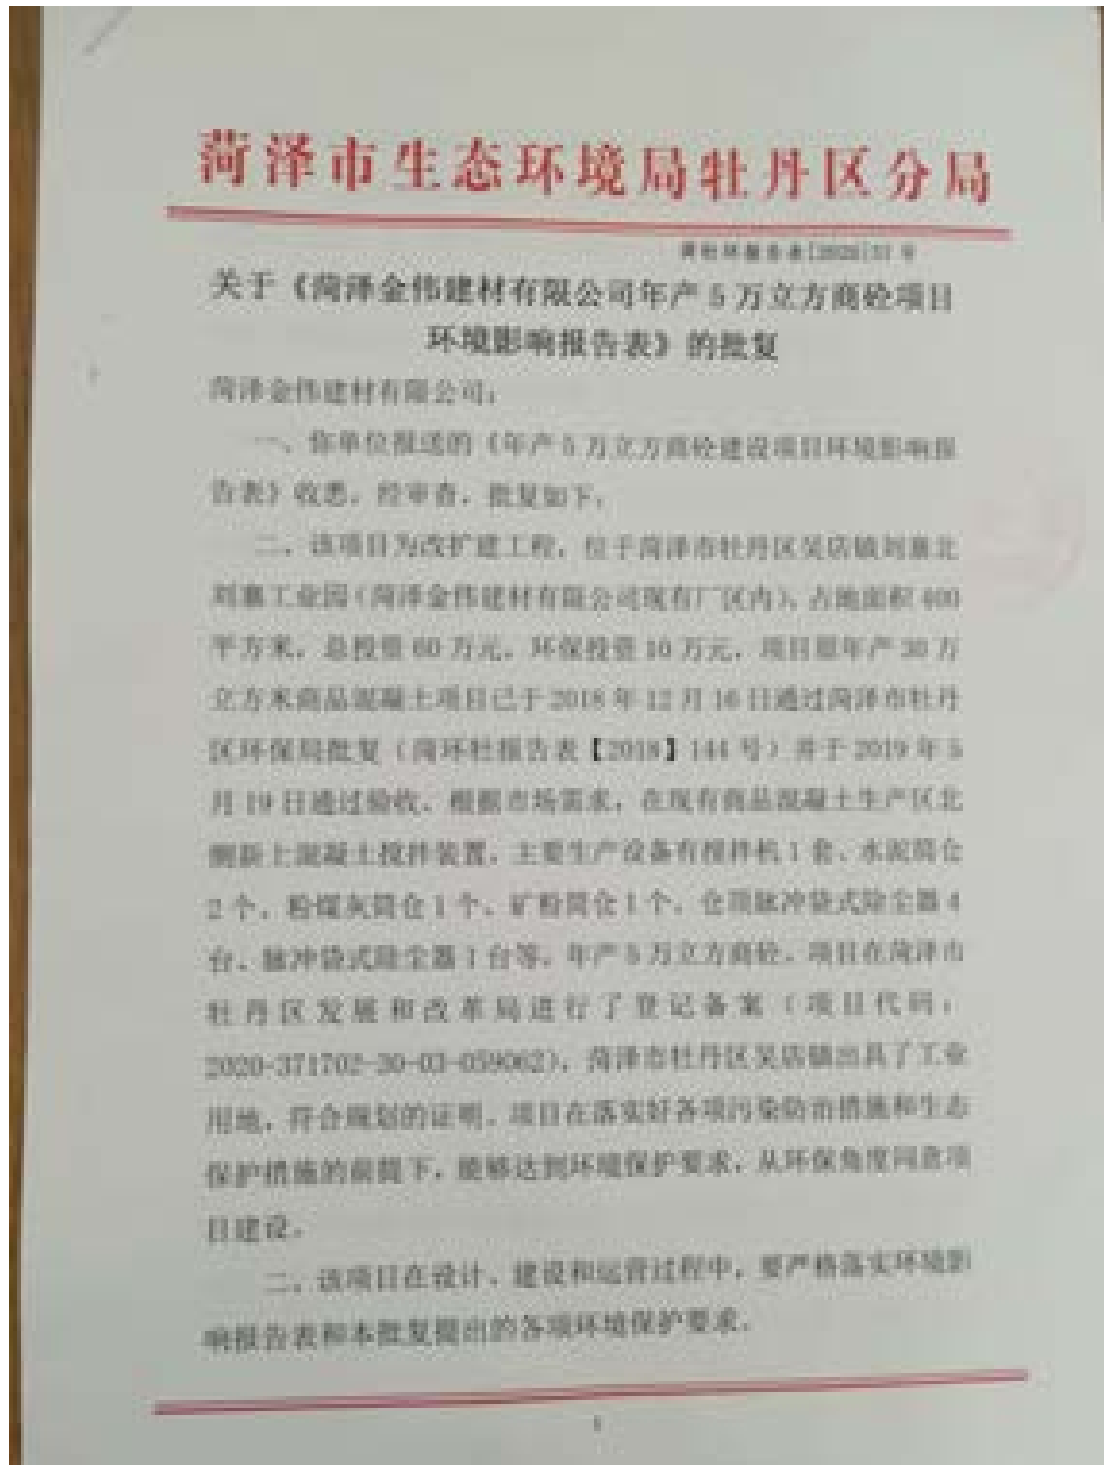 菏泽市生态环境局牡丹区分局
关于《菏泽金伟建材有限公司年产5万立方商砼项目
环境影响报告表》的批复
菏泽金伟建材有限公司：
一、你单位报送的《年产5万立方商砼建设项目环境影响报
告表》收悉，经审查，批复如下：
二、该项目为改扩建工程，位于菏泽市牡丹区吴店镇刘寨北
刘寨工业园（菏泽金伟建材有限公司现有厂区内），占地面积400
平方米，总投资60万元，环保投资10万元，项目原年产30万
立方米商品混凝土项目已于2018年12月16日通过菏泽市牡丹
区环保局批复（菏环牡报告表【2018】144号）并于2019年5
月19日通过验收。根据市场需求，在现有商品混凝土生产区北
侧新上混凝土搅拌装置，主要生产设备有搅拌机1套、水泥筒仓
2个、粉煤灰筒仓1个、矿粉筒仓1个、仓顶脉冲袋式除尘器4
台、脉冲袋式除尘器1台等，年产5万立方商砼。项目在菏泽市
牡丹区发展和改革局进行了登记备案（项目代码：
2020-371702-30-03-059062），菏泽市牡丹区吴店镇出具了工业
用地，符合规划的证明。项目在落实好各项污染防治措施和生态
保护措施的前提下，能够达到环境保护要求，从环保角度同意项
目建设。
二、该项目在设计、建设和运营过程中，要严格落实环境影
响报告表和本批复提出的各项环境保护要求。
1